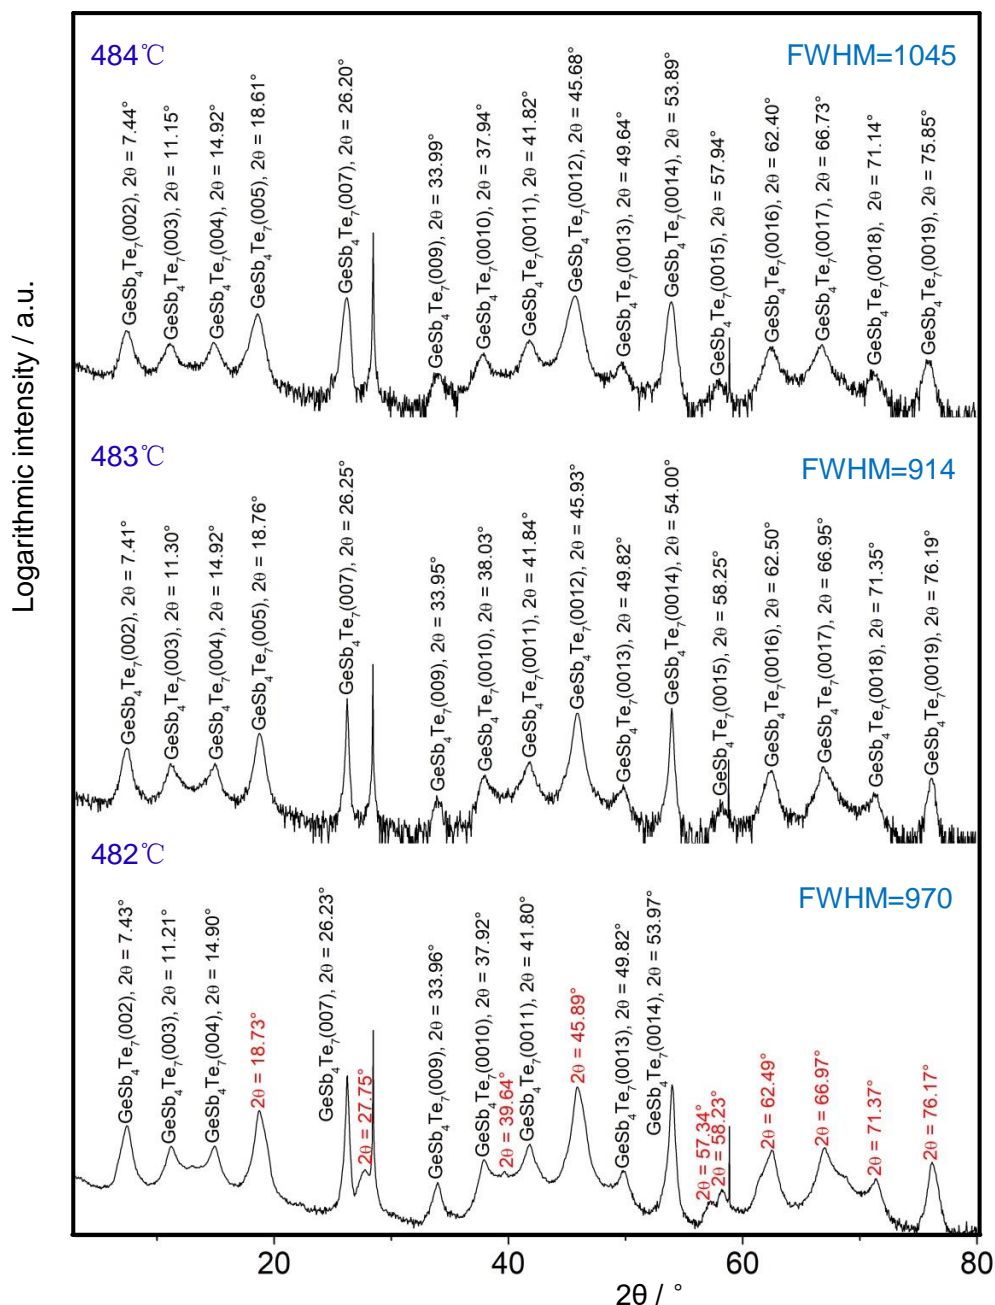 Logarithmic intensity / a.u.
484℃
FWHM=1045
GeSb₄Te₇(002), 2θ = 7.44°
GeSb₄Te₇(003), 2θ = 11.15°
GeSb₄Te₇(004), 2θ = 14.92°
GeSb₄Te₇(005), 2θ = 18.61°
GeSb₄Te₇(007), 2θ = 26.20°
GeSb₄Te₇(009), 2θ = 33.99°
GeSb₄Te₇(0010), 2θ = 37.94°
GeSb₄Te₇(0011), 2θ = 41.82°
GeSb₄Te₇(0012), 2θ = 45.68°
GeSb₄Te₇(0013), 2θ = 49.64°
GeSb₄Te₇(0014), 2θ = 53.89°
GeSb₄Te₇(0015), 2θ = 57.94°
GeSb₄Te₇(0016), 2θ = 62.40°
GeSb₄Te₇(0017), 2θ = 66.73°
GeSb₄Te₇(0018), 2θ = 71.14°
GeSb₄Te₇(0019), 2θ = 75.85°
483℃
FWHM=914
GeSb₄Te₇(002), 2θ = 7.41°
GeSb₄Te₇(003), 2θ = 11.30°
GeSb₄Te₇(004), 2θ = 14.92°
GeSb₄Te₇(005), 2θ = 18.76°
GeSb₄Te₇(007), 2θ = 26.25°
GeSb₄Te₇(009), 2θ = 33.95°
GeSb₄Te₇(0010), 2θ = 38.03°
GeSb₄Te₇(0011), 2θ = 41.84°
GeSb₄Te₇(0012), 2θ = 45.93°
GeSb₄Te₇(0013), 2θ = 49.82°
GeSb₄Te₇(0014), 2θ = 54.00°
GeSb₄Te₇(0015), 2θ = 58.25°
GeSb₄Te₇(0016), 2θ = 62.50°
GeSb₄Te₇(0017), 2θ = 66.95°
GeSb₄Te₇(0018), 2θ = 71.35°
GeSb₄Te₇(0019), 2θ = 76.19°
482℃
FWHM=970
GeSb₄Te₇(002), 2θ = 7.43°
GeSb₄Te₇(003), 2θ = 11.21°
GeSb₄Te₇(004), 2θ = 14.90°
2θ = 18.73°
GeSb₄Te₇(007), 2θ = 26.23°
2θ = 27.75°
GeSb₄Te₇(009), 2θ = 33.96°
GeSb₄Te₇(0010), 2θ = 37.92°
2θ = 39.64°
GeSb₄Te₇(0011), 2θ = 41.80°
2θ = 45.89°
GeSb₄Te₇(0013), 2θ = 49.82°
GeSb₄Te₇(0014), 2θ = 53.97°
2θ = 57.34°
2θ = 58.23°
2θ = 62.49°
2θ = 66.97°
2θ = 71.37°
2θ = 76.17°
20 40 60 80
2θ / °